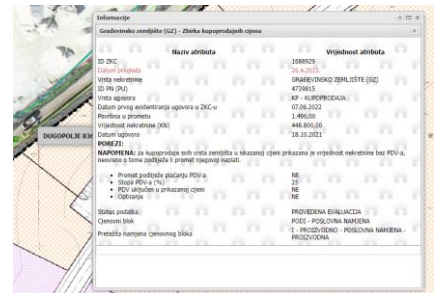 Informacije
Građevinsko zemljište (GZ) - Zbirka kupoprodajnih cijena
Naziv atributa Vrijednost atributa
ID ZKC 1688929
Datum pregleda 26.4.2023.
Vrsta nekretnine GRAĐEVINSKO ZEMLJIŠTE (GZ)
ID PN (PU) 4739815
Vrsta ugovora KP - KUPOPRODAJA
Datum prvog evidentiranja ugovora u ZKC-u 07.06.2022
Površina u prometu 1.486,00
Vrijednost nekretnine (KN) 448.800,00
Datum ugovora 18.10.2021
DUGOPOLJE
POREZI:
NAPOMENA: za kupoprodaje svih vrsta zemljišta u iskazanoj cijeni prikazana je vrijednost nekretnine bez PDV-a,
neovisno o tome podliježe li promet njegovoj naplati.
• Promet podliježe plaćanju PDV-a NE
• Stopa PDV-a (%) 25
• PDV uključen u prikazanoj cijeni NE
• Optiranje NE
Status podatka PROVEDENA EVALUACIJA
Cjenovni blok PODI - POSLOVNA NAMJENA
Pretežita namjena cjenovnog bloka I - PROIZVODNO - POSLOVNA NAMJENA -
PROIZVODNA